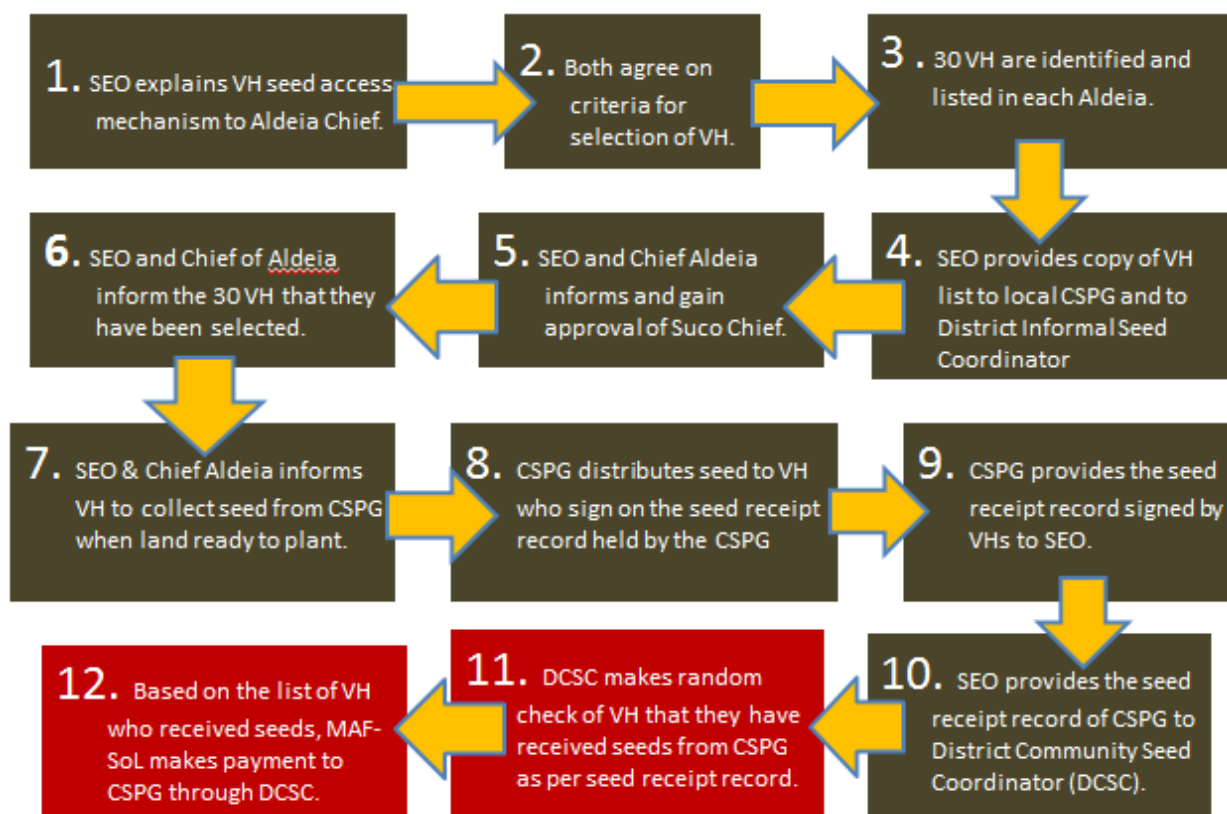 1. SEO explains VH seed access
mechanism to Aldeia Chief.
2. Both agree on
criteria for
selection of VH.
3 . 30 VH are identified and
listed in each Aldeia.
4. SEO provides copy of VH
list to local CSPG and to
District Informal Seed
Coordinator
5. SEO and Chief Aldeia
informs and gain
approval of Suco Chief.
6. SEO and Chief of Aldeia
inform the 30 VH that they
have been selected.
7. SEO & Chief Aldeia informs
VH to collect seed from CSPG
when land ready to plant.
8. CSPG distributes seed to VH
who sign on the seed receipt
record held by the CSPG
9. CSPG provides the seed
receipt record signed by
VHs to SEO.
10. SEO provides the seed
receipt record of CSPG to
District Community Seed
Coordinator (DCSC).
11. DCSC makes random
check of VH that they have
received seeds from CSPG
as per seed receipt record.
12. Based on the list of VH
who received seeds, MAF-
SoL makes payment to
CSPG through DCSC.